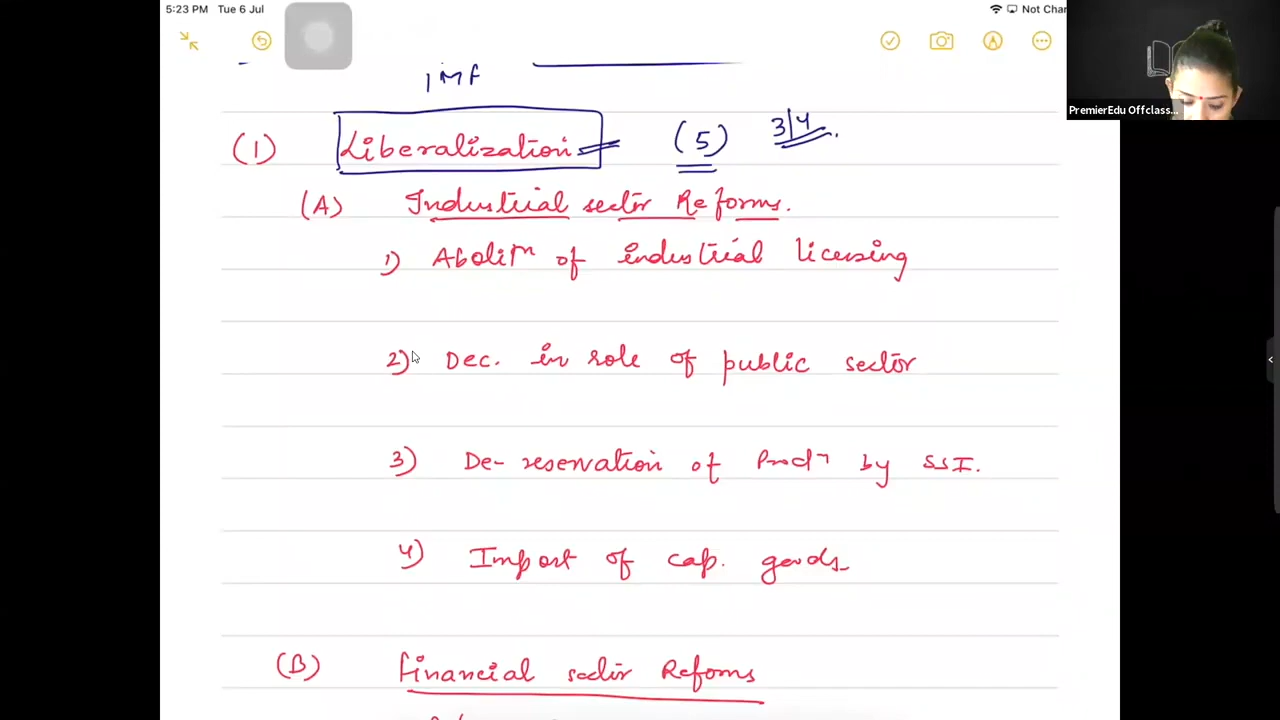 5:23 PM Tue 6 Jul
Not Char
PremierEdu Offclass...
IMF
(1) Liberalization (5) 3/4
(A) Industrial sector Reforms.
1) Abolitn of industrial licensing
2) Dec. in role of public sector
3) De-reservation of Prodn by SSI.
4) Import of cap. goods
(B) Financial sector Reforms